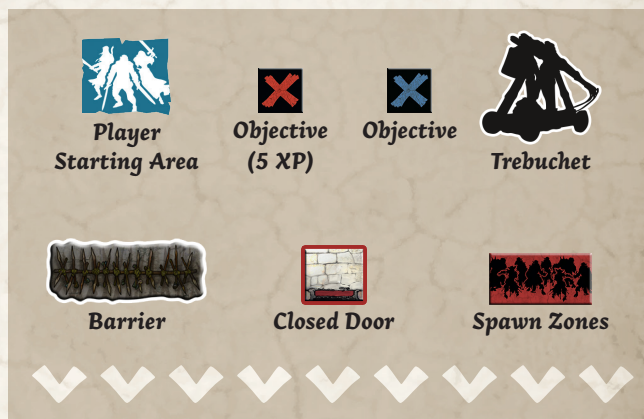 Player
Starting Area
Objective
(5 XP)
Objective
Trebuchet
Barrier
Closed Door
Spawn Zones